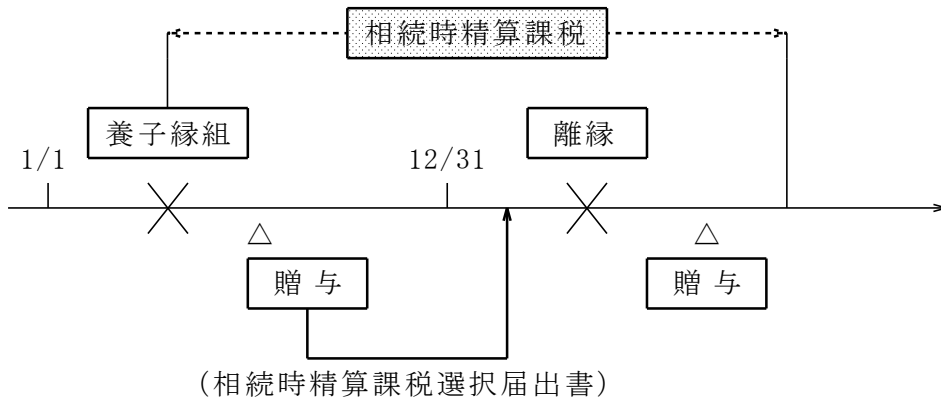 相続時精算課税
養子縁組
離縁
1/1
12/31
△
△
贈与
贈与
(相続時精算課税選択届出書)